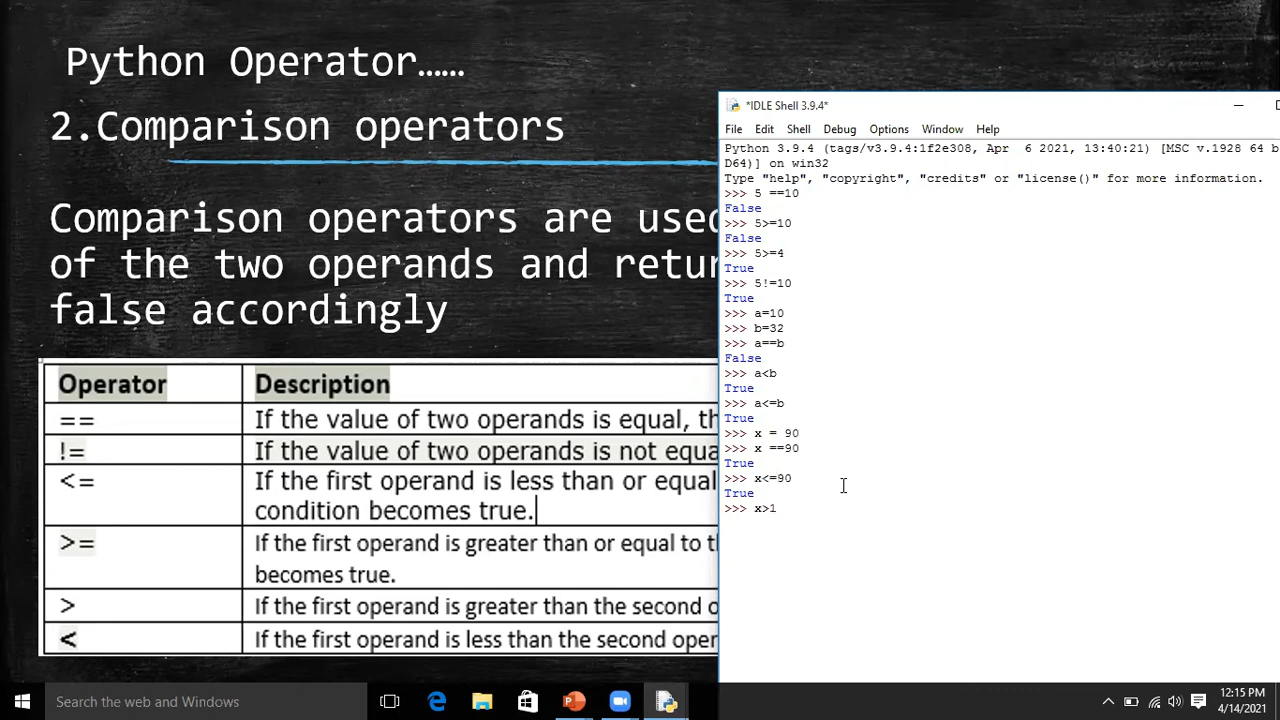 Python Operator……
2.Comparison operators
Comparison operators are used
of the two operands and retur
false accordingly
Operator Description
== If the value of two operands is equal, th
!= If the value of two operands is not equa
<= If the first operand is less than or equal
condition becomes true.
>= If the first operand is greater than or equal to th
becomes true.
> If the first operand is greater than the second o
< If the first operand is less than the second oper
*IDLE Shell 3.9.4*
File Edit Shell Debug Options Window Help
Python 3.9.4 (tags/v3.9.4:1f2e308, Apr  6 2021, 13:40:21) [MSC v.1928 64 b
D64)] on win32
Type "help", "copyright", "credits" or "license()" for more information.
>>> 5 ==10
False
>>> 5>=10
False
>>> 5>=4
True
>>> 5!=10
True
>>> a=10
>>> b=32
>>> a==b
False
>>> a<b
True
>>> a<=b
True
>>> x = 90
>>> x ==90
True
>>> x<=90
True
>>> x>1
Search the web and Windows
12:15 PM
4/14/2021